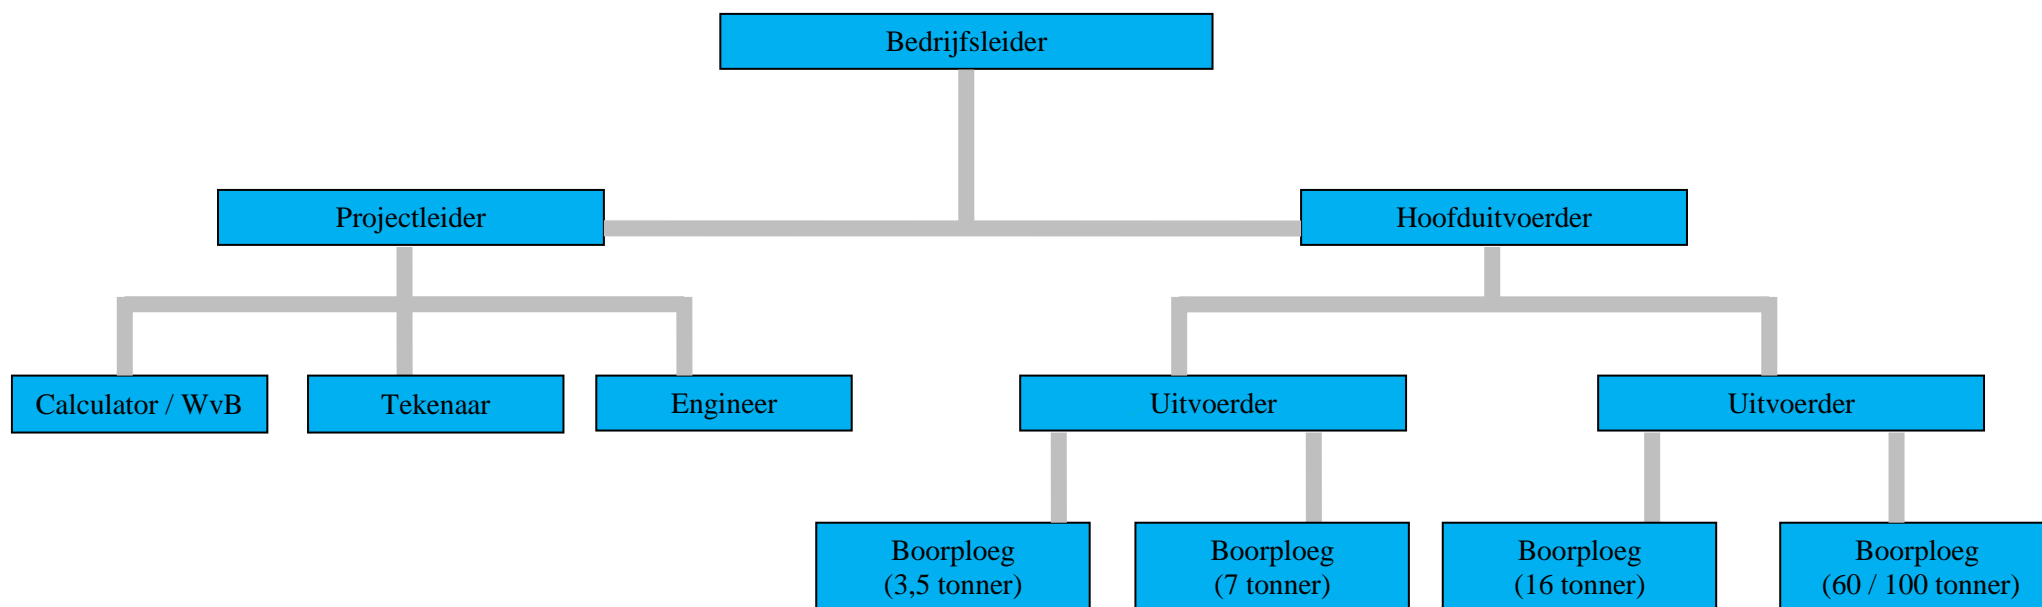 Bedrijfsleider
Projectleider
Hoofduitvoerder
Calculator / WvB
Tekenaar
Engineer
Uitvoerder
Uitvoerder
Boorploeg
(3,5 tonner)
Boorploeg
(7 tonner)
Boorploeg
(16 tonner)
Boorploeg
(60 / 100 tonner)